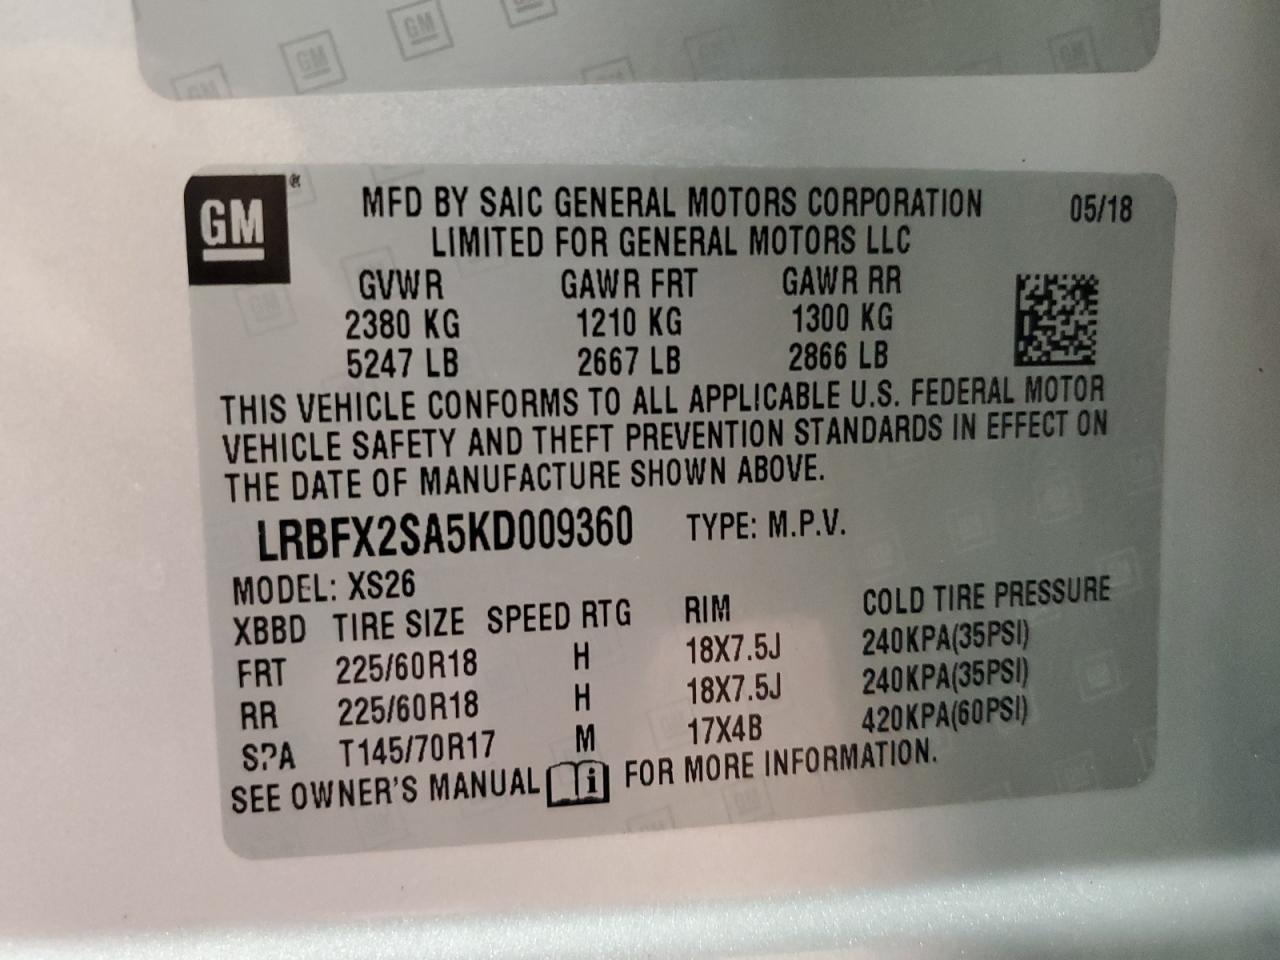 GM ®
MFD BY SAIC GENERAL MOTORS CORPORATION 05/18
LIMITED FOR GENERAL MOTORS LLC
GVWR GAWR FRT GAWR RR
2380 KG 1210 KG 1300 KG
5247 LB 2667 LB 2866 LB
THIS VEHICLE CONFORMS TO ALL APPLICABLE U.S. FEDERAL MOTOR
VEHICLE SAFETY AND THEFT PREVENTION STANDARDS IN EFFECT ON
THE DATE OF MANUFACTURE SHOWN ABOVE.
LRBFX2SA5KD009360 TYPE: M.P.V.
MODEL: XS26
XBBD TIRE SIZE SPEED RTG RIM COLD TIRE PRESSURE
FRT 225/60R18 H 18X7.5J 240KPA(35PSI)
RR 225/60R18 H 18X7.5J 240KPA(35PSI)
SPA T145/70R17 M 17X4B 420KPA(60PSI)
SEE OWNER'S MANUAL i FOR MORE INFORMATION.